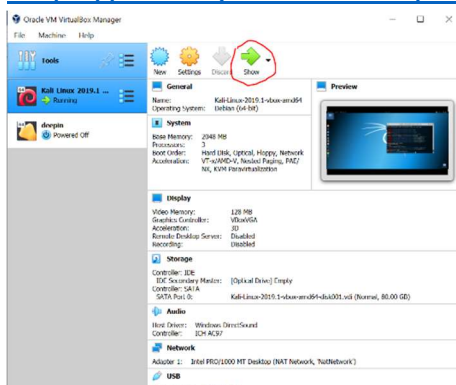 Oracle VM VirtualBox Manager
File Machine Help
Tools
New Settings Discard Show
Kali Linux 2019.1 ...
Running
deepin
Powered Off
General
Name: Kali-Linux-2019.1-vbox-amd64
Operating System: Debian (64-bit)
Preview
System
Base Memory: 2048 MB
Processors: 3
Boot Order: Hard Disk, Optical, Floppy, Network
Acceleration: VT-x/AMD-V, Nested Paging, PAE/
NX, KVM Paravirtualization
Display
Video Memory: 128 MB
Graphics Controller: VBoxVGA
Acceleration: 3D
Remote Desktop Server: Disabled
Recording: Disabled
Storage
Controller: IDE
IDE Secondary Master: [Optical Drive] Empty
Controller: SATA
SATA Port 0: Kali-Linux-2019.1-vbox-amd64-disk001.vdi (Normal, 80.00 GB)
Audio
Host Driver: Windows DirectSound
Controller: ICH AC97
Network
Adapter 1: Intel PRO/1000 MT Desktop (NAT Network, 'NatNetwork')
USB